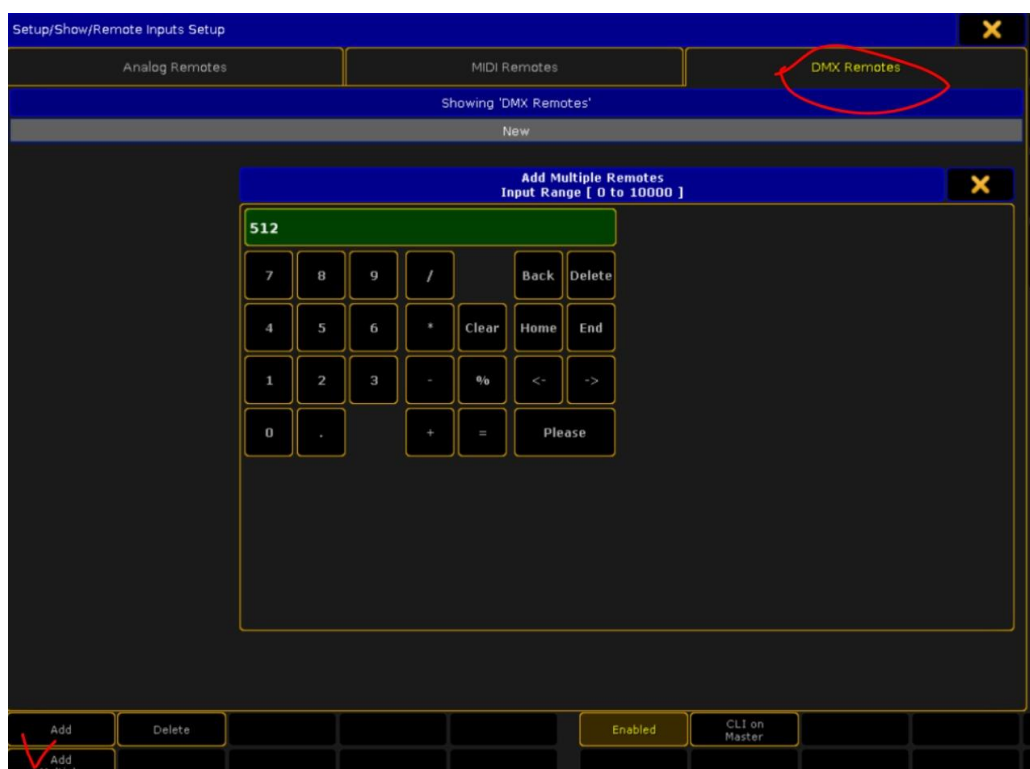 Setup/Show/Remote Inputs Setup
Analog Remotes MIDI Remotes DMX Remotes
Showing 'DMX Remotes'
New
Add Multiple Remotes
Input Range [ 0 to 10000 ]
512
7 8 9 / Back Delete
4 5 6 * Clear Home End
1 2 3 - % <- ->
0 . + = Please
Add Delete Enabled CLI on
Master
Add